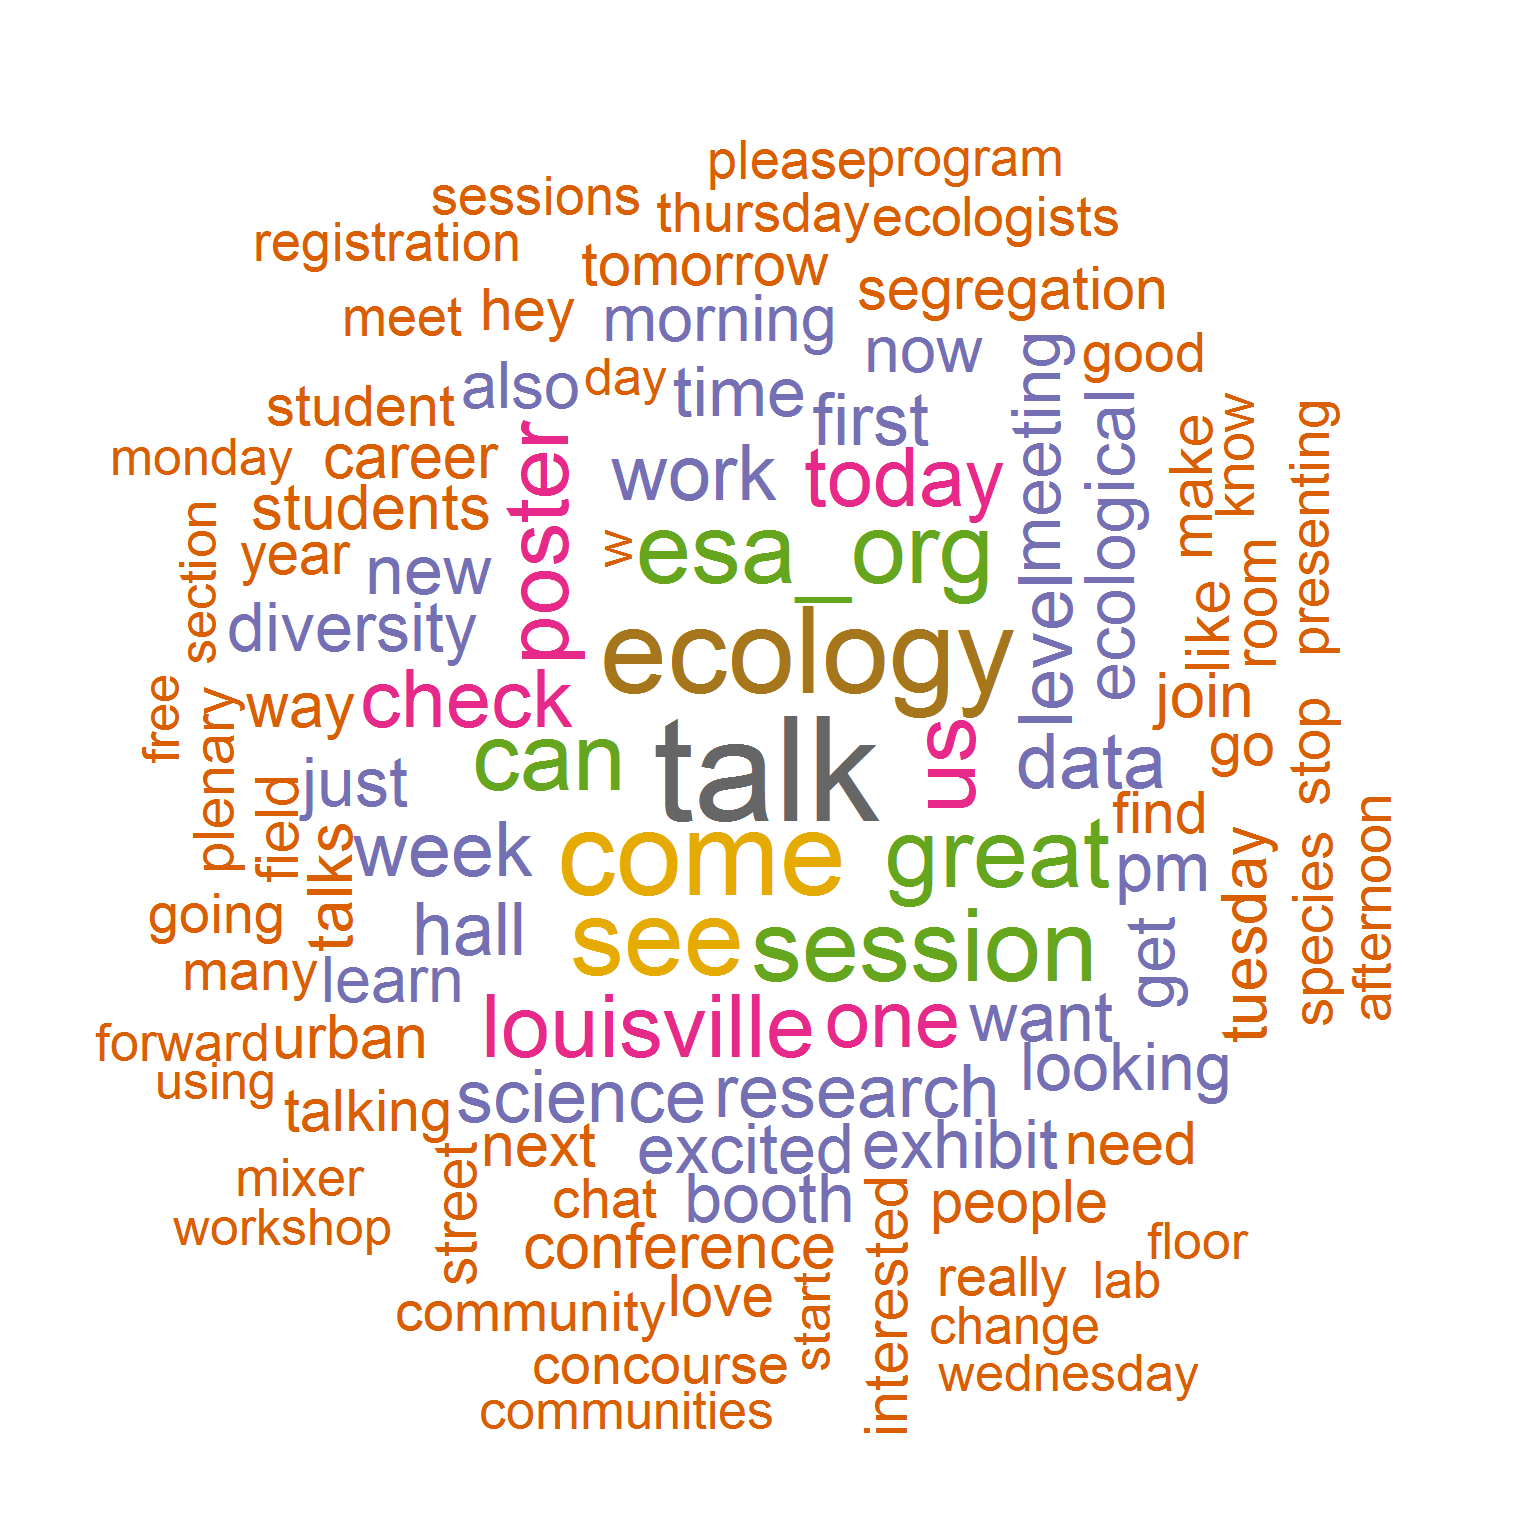 please program
sessions thursday ecologists
registration tomorrow
segregation
meet hey morning
now good
also day time
student first
monday career work today
students
year new w esa_org
poster
meeting
level
ecological
make
know
presenting
room
like
section
diversity ecology
way check
free
plenary
us
join
can talk data go
stop
just
field
talks
week come great find
pm
tuesday
species
afternoon
going hall see session
get
many learn
forward urban louisville one want
using science research looking
talking
next excited exhibit need
street
mixer chat booth people
workshop
conference
interested
floor
community love really lab
start
change
concourse wednesday
communities